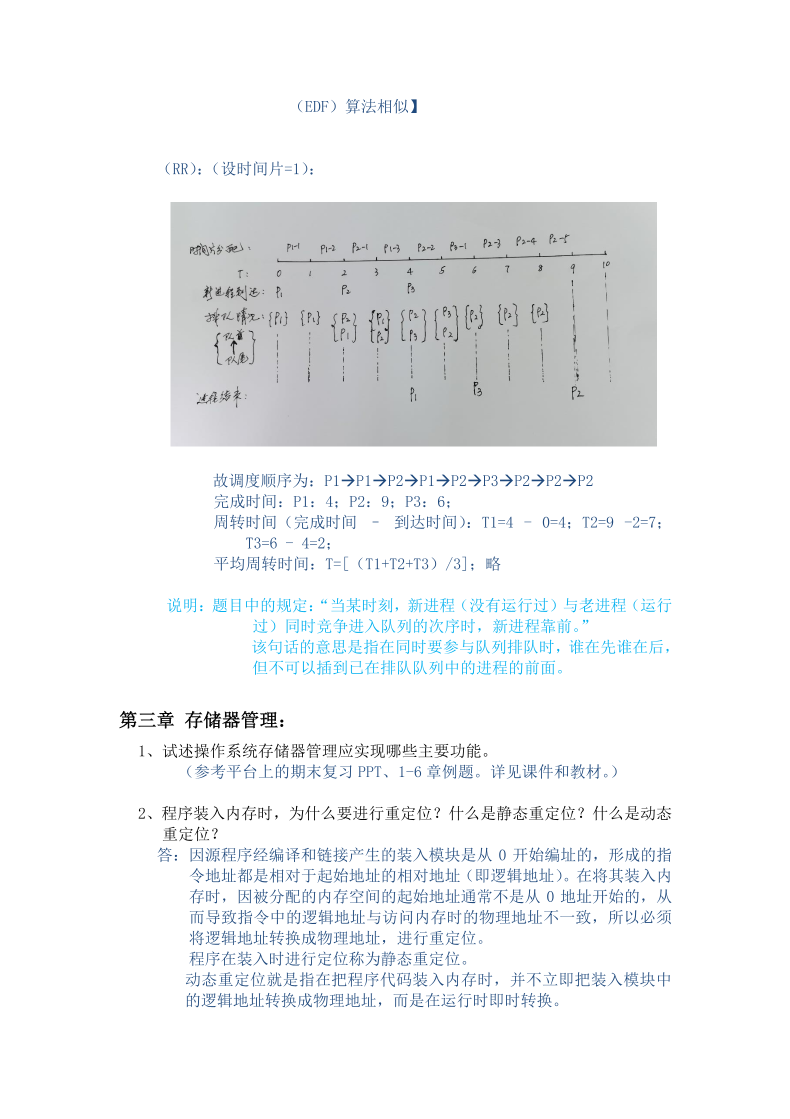 （EDF）算法相似】
（RR）：（设时间片=1）：
时间片分配： P1-1 P1-2 P2-1 P1-3 P2-2 P3-1 P2-3 P2-4 P2-5
T： 0 1 2 3 4 5 6 7 8 9 10
新进程到达： P1 P2 P3
排队情况： {P1} {P1} {P2 {P1 {P2 {P3 {P2} {P2} {P2}
{队首 P1} P2} P3} P2}
↑
队尾}
进程结束： P1 P3 P2
故调度顺序为：P1→P1→P2→P1→P2→P3→P2→P2→P2
完成时间：P1：4；P2：9；P3：6；
周转时间（完成时间 － 到达时间）：T1=4 － 0=4；T2=9 -2=7；
T3=6 － 4=2；
平均周转时间：T=[（T1+T2+T3）/3]；略
说明：题目中的规定：“当某时刻，新进程（没有运行过）与老进程（运行
过）同时竞争进入队列的次序时，新进程靠前。”
该句话的意思是指在同时要参与队列排队时，谁在先谁在后，
但不可以插到已在排队队列中的进程的前面。
第三章 存储器管理：
1、试述操作系统存储器管理应实现哪些主要功能。
（参考平台上的期末复习 PPT、1-6 章例题。详见课件和教材。）
2、程序装入内存时，为什么要进行重定位？什么是静态重定位？什么是动态
重定位？
答：因源程序经编译和链接产生的装入模块是从 0 开始编址的，形成的指
令地址都是相对于起始地址的相对地址（即逻辑地址）。在将其装入内
存时，因被分配的内存空间的起始地址通常不是从 0 地址开始的，从
而导致指令中的逻辑地址与访问内存时的物理地址不一致，所以必须
将逻辑地址转换成物理地址，进行重定位。
程序在装入时进行定位称为静态重定位。
动态重定位就是指在把程序代码装入内存时，并不立即把装入模块中
的逻辑地址转换成物理地址，而是在运行时即时转换。